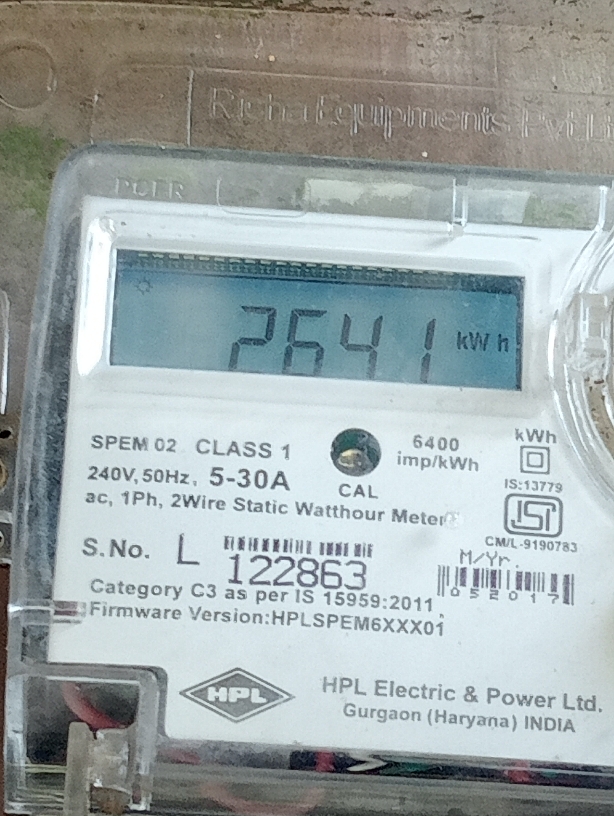 Richa Equipments Pvt. Lt
2641 kWh
SPEM 02 CLASS 1
240V, 50Hz, 5-30A
ac, 1Ph, 2Wire Static Watthour Meter
CAL
6400
imp/kWh
kWh
IS:13779
ISI
CM/L-9190783
S.No. L 122863
M/Yr.
052017
Category C3 as per IS 15959:2011
Firmware Version:HPLSPEM6XXX01
HPL
HPL Electric & Power Ltd.
Gurgaon (Haryana) INDIA